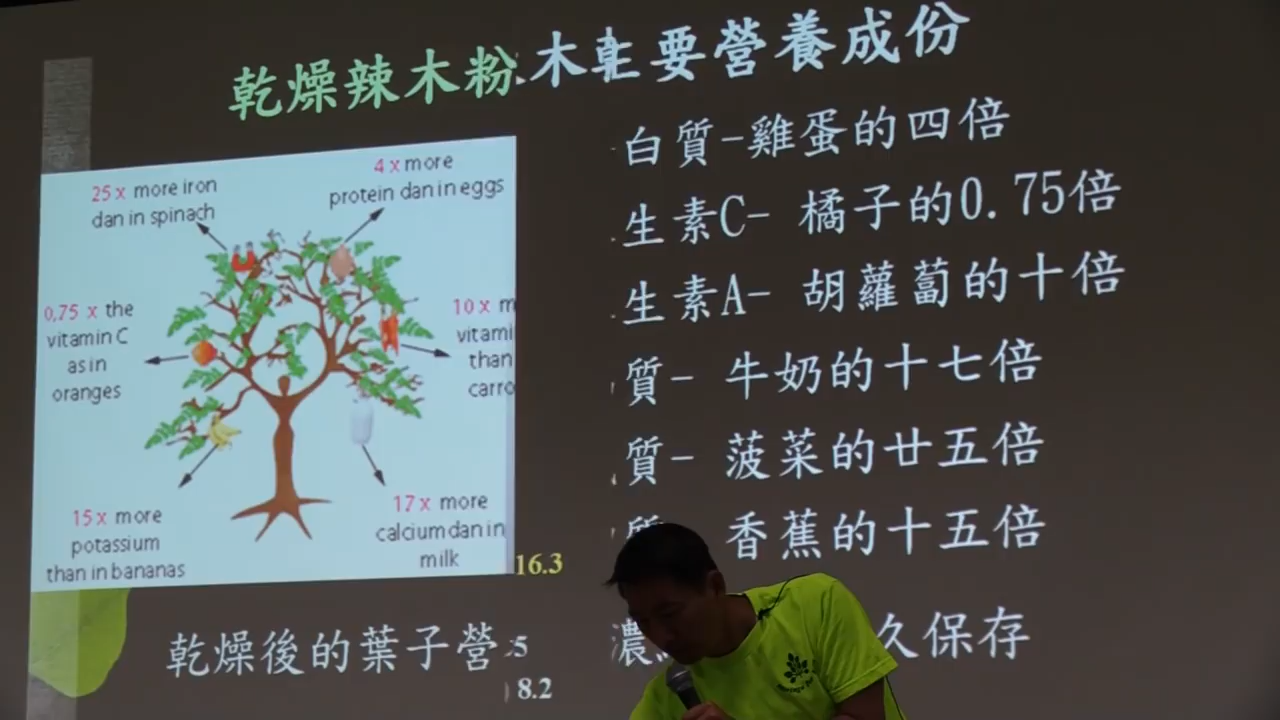 乾燥辣木粉
木
主要營養成份
25 x more iron
dan in spinach
4 x more
protein dan in eggs
0,75 x the
vitamin C
as in
oranges
10 x m
vitami
than
carro
15 x more
potassium
than in bananas
17 x more
calcium dan in
milk
白質-雞蛋的四倍
生素C- 橘子的0.75倍
生素A- 胡蘿蔔的十倍
質- 牛奶的十七倍
質- 菠菜的廿五倍
質- 香蕉的十五倍
16.3
5
8.2
乾燥後的葉子營
濃
久保存